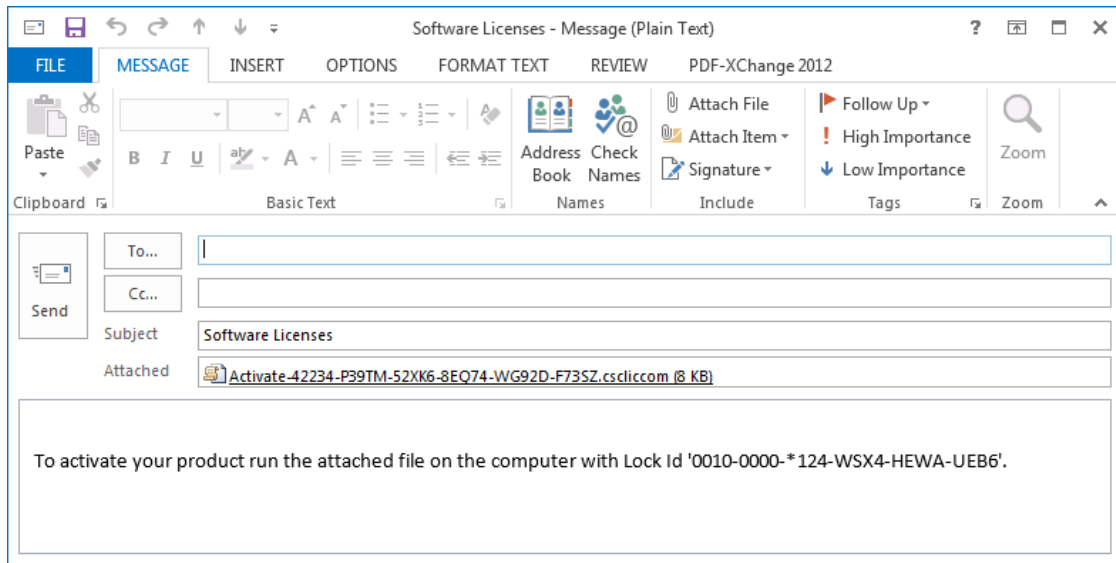 Software Licenses - Message (Plain Text)
?
FILE MESSAGE INSERT OPTIONS FORMAT TEXT REVIEW PDF-XChange 2012
Paste
Clipboard
A A
B I U aby A
Basic Text
Address Book
Check Names
@
Names
Attach File
Attach Item
Signature
Include
Follow Up
! High Importance
Low Importance
Tags
Zoom
Zoom
Send
To...
Cc...
Subject Software Licenses
Attached Activate-42234-P39TM-52XK6-8EQ74-WG92D-F73SZ.cscliccom (8 KB)
To activate your product run the attached file on the computer with Lock Id '0010-0000-*124-WSX4-HEWA-UEB6'.